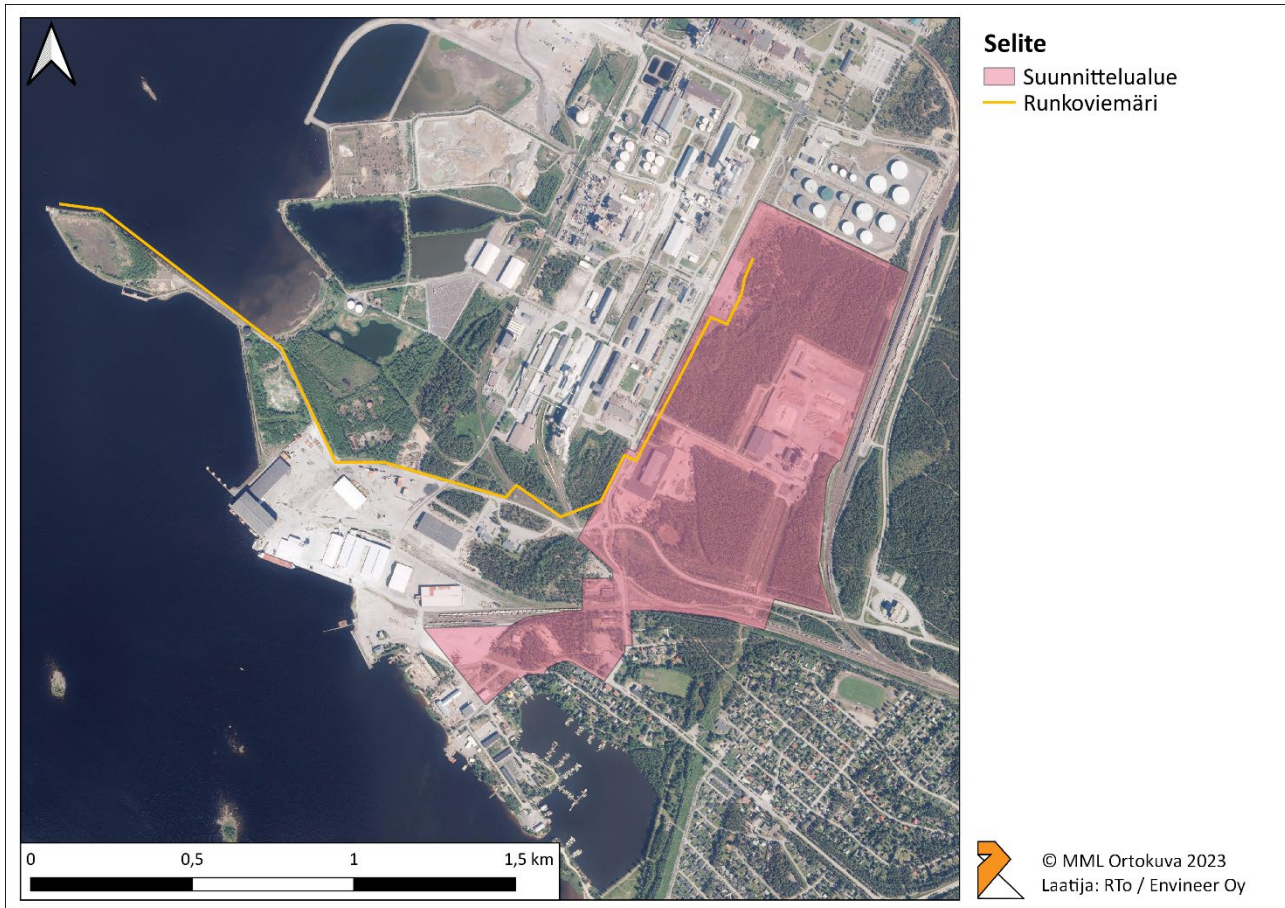 Selite
Suunnittelualue
Runkoviemäri
0 0,5 1 1,5 km
© MML Ortokuva 2023
Laatija: RTo / Envineer Oy